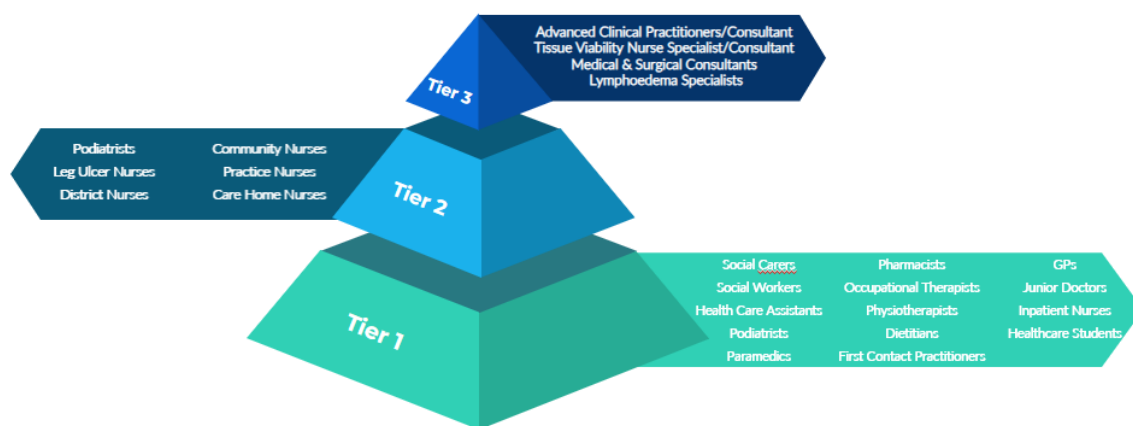 Tier 3
Advanced Clinical Practitioners/Consultant
Tissue Viability Nurse Specialist/Consultant
Medical & Surgical Consultants
Lymphoedema Specialists
Tier 2
Podiatrists Community Nurses
Leg Ulcer Nurses Practice Nurses
District Nurses Care Home Nurses
Tier 1
Social Carers Pharmacists GPs
Social Workers Occupational Therapists Junior Doctors
Health Care Assistants Physiotherapists Inpatient Nurses
Podiatrists Dietitians Healthcare Students
Paramedics First Contact Practitioners